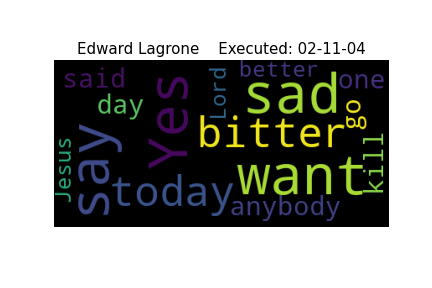 Edward Lagrone    Executed: 02-11-04
said
day
Yes
Lord
better
one
sad
go
bitter
Jesus
say
today
want
kill
anybody